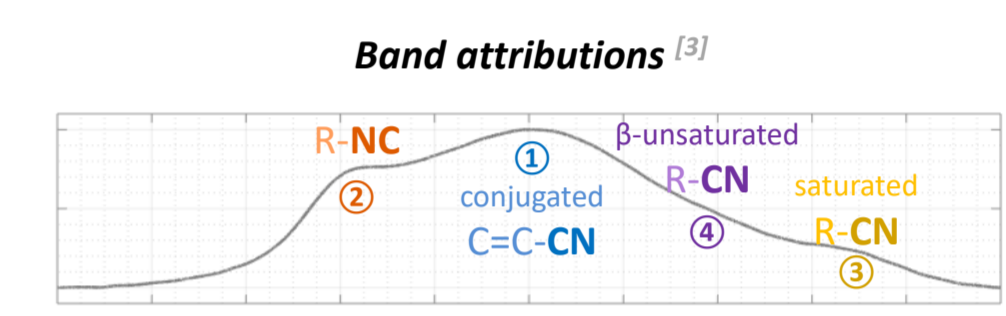 Band attributions [3]
R-NC
②
①
conjugated
C=C-CN
β-unsaturated
R-CN
④
saturated
R-CN
③